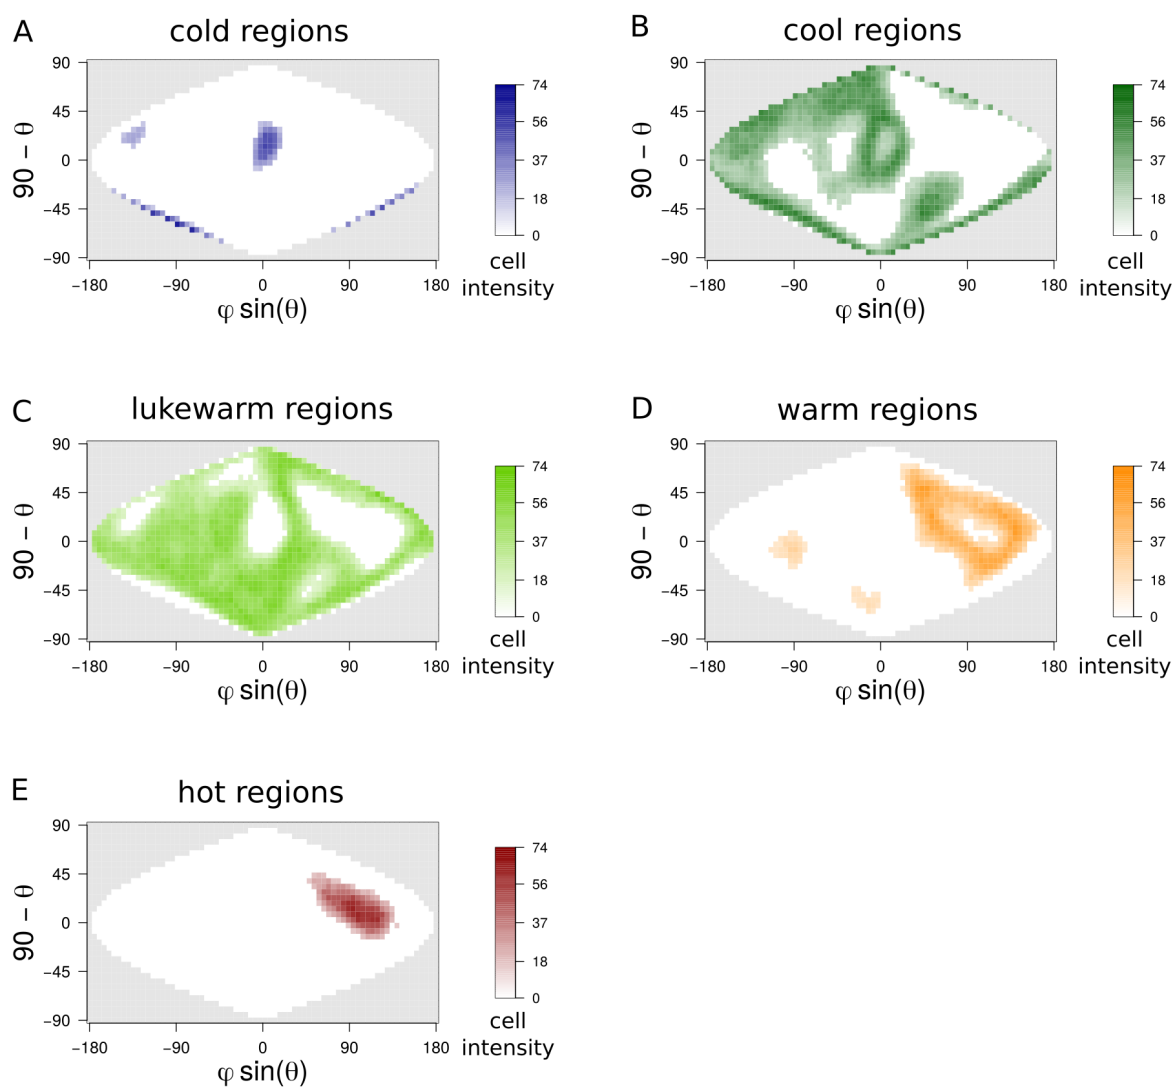 A
cold regions
90
45
0
−45
−90
90 − θ
−180
−90
0
90
180
φ sin(θ)
74
56
37
18
0
cell
intensity
B
cool regions
90
45
0
−45
−90
90 − θ
−180
−90
0
90
180
φ sin(θ)
74
56
37
18
0
cell
intensity
C
lukewarm regions
90
45
0
−45
−90
90 − θ
−180
−90
0
90
180
φ sin(θ)
74
56
37
18
0
cell
intensity
D
warm regions
90
45
0
−45
−90
90 − θ
−180
−90
0
90
180
φ sin(θ)
74
56
37
18
0
cell
intensity
E
hot regions
90
45
0
−45
−90
90 − θ
−180
−90
0
90
180
φ sin(θ)
74
56
37
18
0
cell
intensity